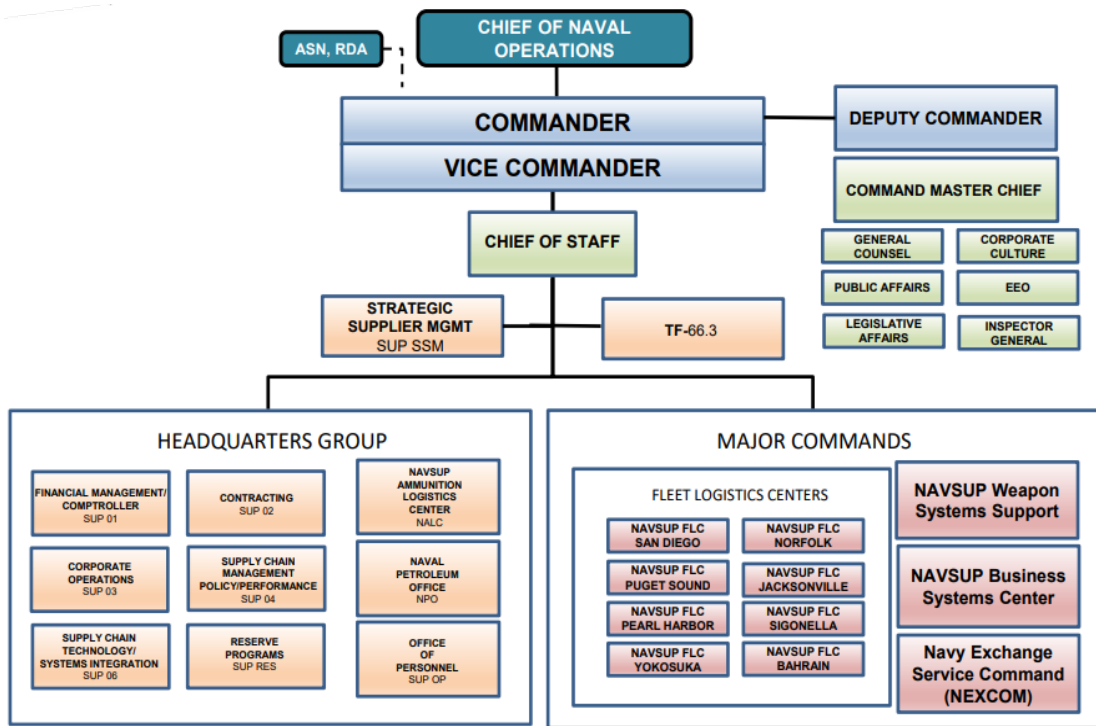 CHIEF OF NAVAL
OPERATIONS
ASN, RDA
COMMANDER
VICE COMMANDER
DEPUTY COMMANDER
COMMAND MASTER CHIEF
GENERAL
COUNSEL
CORPORATE
CULTURE
PUBLIC AFFAIRS
EEO
LEGISLATIVE
AFFAIRS
INSPECTOR
GENERAL
CHIEF OF STAFF
STRATEGIC
SUPPLIER MGMT
SUP SSM
TF-66.3
HEADQUARTERS GROUP
FINANCIAL MANAGEMENT/
COMPTROLLER
SUP 01
CONTRACTING
SUP 02
NAVSUP
AMMUNITION
LOGISTICS
CENTER
NALC
CORPORATE
OPERATIONS
SUP 03
SUPPLY CHAIN
MANAGEMENT
POLICY/PERFORMANCE
SUP 04
NAVAL
PETROLEUM
OFFICE
NPO
SUPPLY CHAIN
TECHNOLOGY/
SYSTEMS INTEGRATION
SUP 06
RESERVE
PROGRAMS
SUP RES
OFFICE
OF
PERSONNEL
SUP OP
MAJOR COMMANDS
FLEET LOGISTICS CENTERS
NAVSUP FLC
SAN DIEGO
NAVSUP FLC
NORFOLK
NAVSUP FLC
PUGET SOUND
NAVSUP FLC
JACKSONVILLE
NAVSUP FLC
PEARL HARBOR
NAVSUP FLC
SIGONELLA
NAVSUP FLC
YOKOSUKA
NAVSUP FLC
BAHRAIN
NAVSUP Weapon
Systems Support
NAVSUP Business
Systems Center
Navy Exchange
Service Command
(NEXCOM)